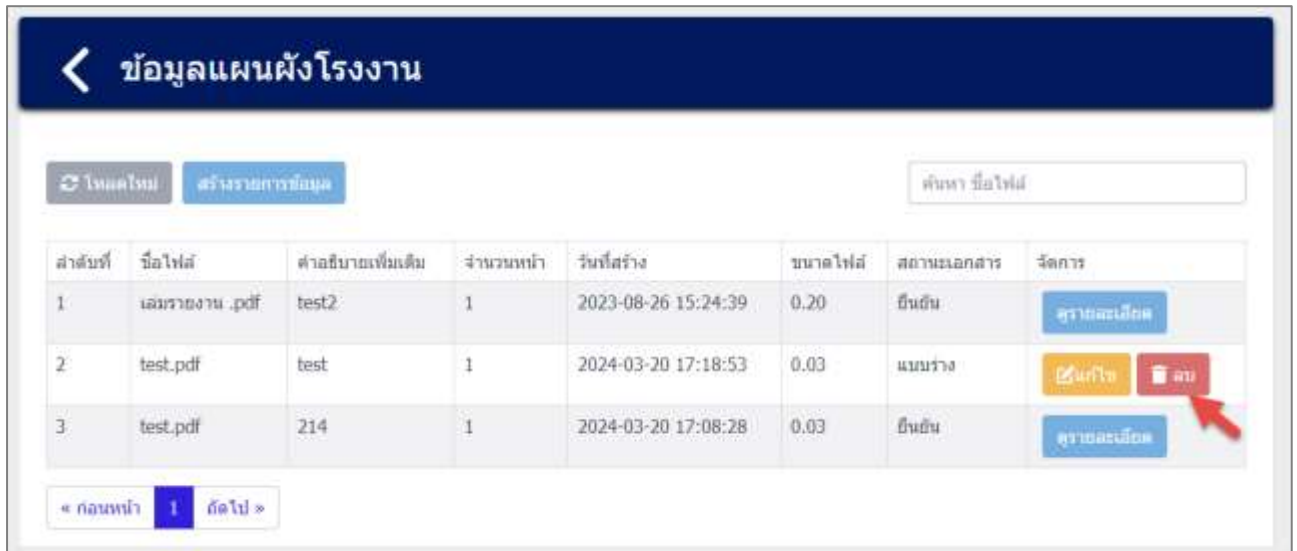 ข้อมูลแผนผังโรงงาน
โหลดใหม่ สร้างรายการข้อมูล ค้นหา ชื่อไฟล์
ลำดับที่ ชื่อไฟล์ คำอธิบายเพิ่มเติม จำนวนหน้า วันที่สร้าง ขนาดไฟล์ สถานะเอกสาร จัดการ
1 เล่มรายงาน .pdf test2 1 2023-08-26 15:24:39 0.20 ยืนยัน ดูรายละเอียด
2 test.pdf test 1 2024-03-20 17:18:53 0.03 แบบร่าง แก้ไข ลบ
3 test.pdf 214 1 2024-03-20 17:08:28 0.03 ยืนยัน ดูรายละเอียด
« ก่อนหน้า 1 ถัดไป »